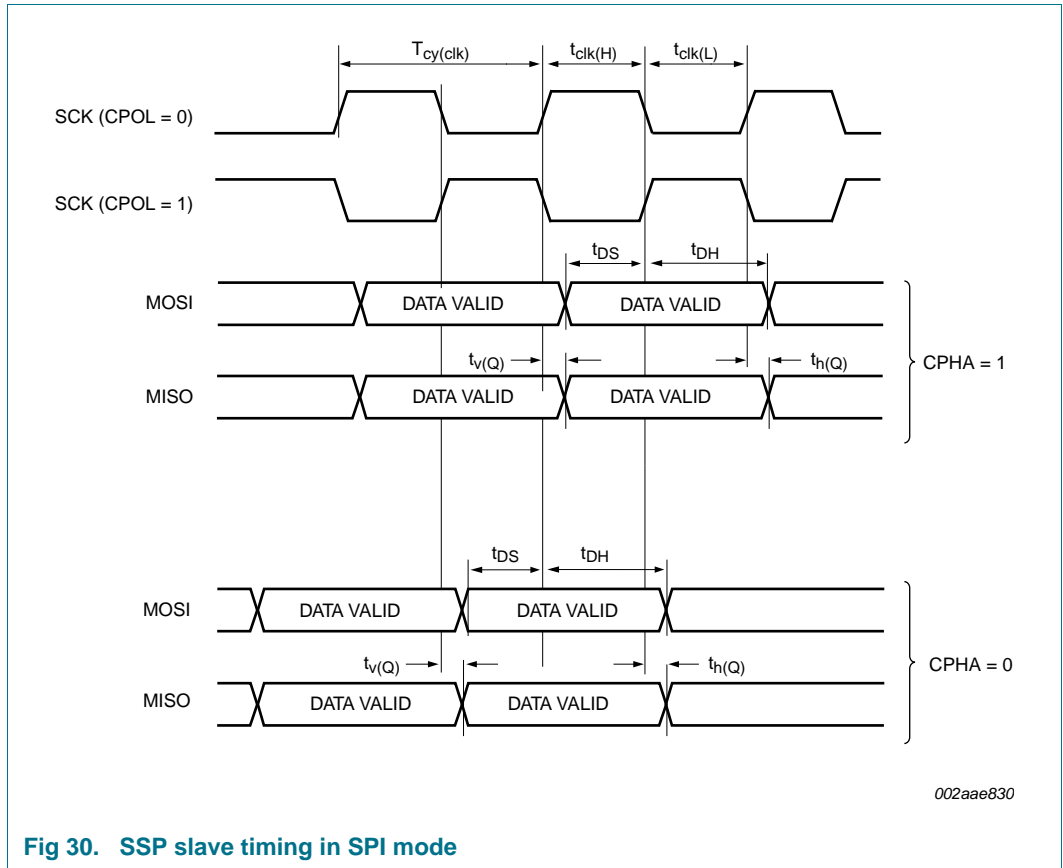 Tcy(clk) tclk(H) tclk(L)
SCK (CPOL = 0)
SCK (CPOL = 1)
tDS tDH
MOSI DATA VALID DATA VALID
tv(Q) th(Q) CPHA = 1
MISO DATA VALID DATA VALID
tDS tDH
MOSI DATA VALID DATA VALID
tv(Q) th(Q) CPHA = 0
MISO DATA VALID DATA VALID
002aae830
Fig 30. SSP slave timing in SPI mode